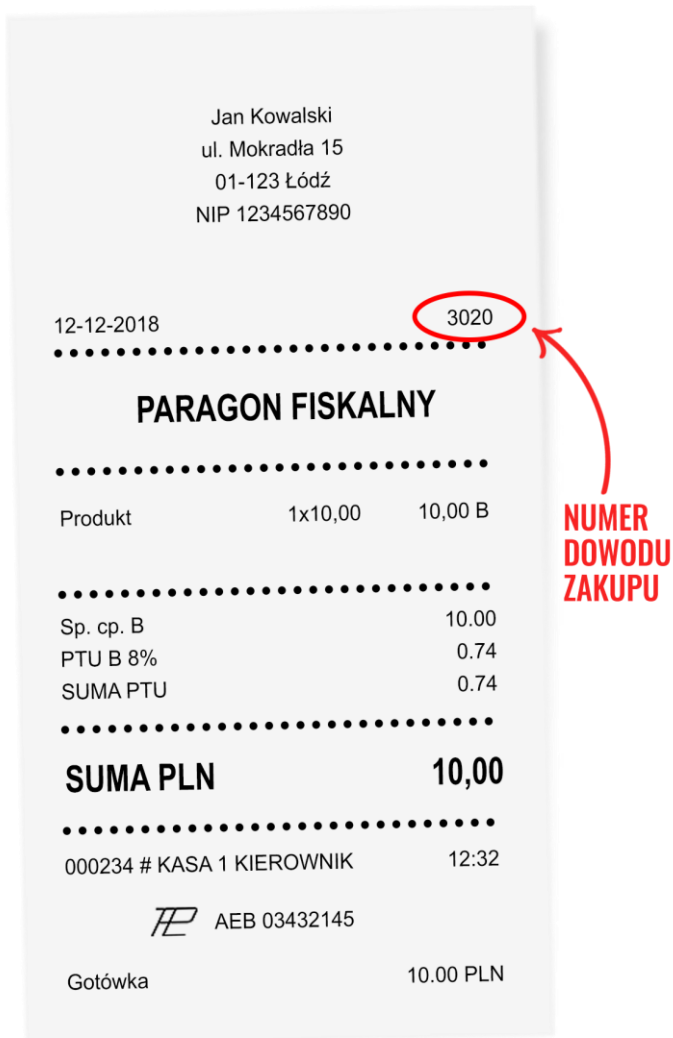 Jan Kowalski
ul. Mokradła 15
01-123 Łódź
NIP 1234567890
12-12-2018 3020
PARAGON FISKALNY
Produkt 1x10,00 10,00 B
Sp. cp. B 10.00
PTU B 8% 0.74
SUMA PTU 0.74
SUMA PLN 10,00
000234 # KASA 1 KIEROWNIK 12:32
AEB 03432145
Gotówka 10.00 PLN
NUMER
DOWODU
ZAKUPU